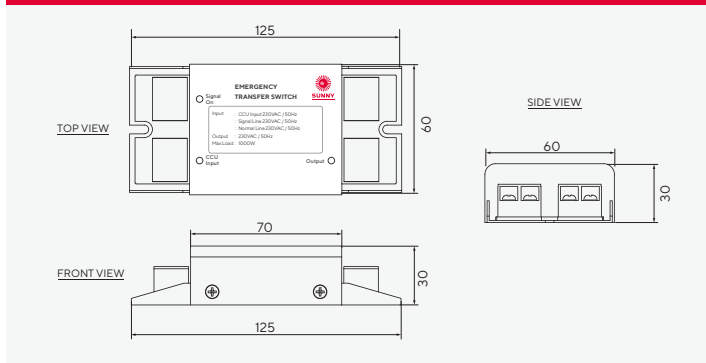 125
EMERGENCY
TRANSFER SWITCH
SUNNY
Signal
On
Input : CCU Input 230VAC / 50Hz
: Signal Line 230VAC / 50Hz
: Normal Line 230VAC / 50Hz
Output : 230VAC / 50Hz
Max Load : 1000W
CCU
Input
Output
60
TOP VIEW
SIDE VIEW
60
30
70
FRONT VIEW
30
125